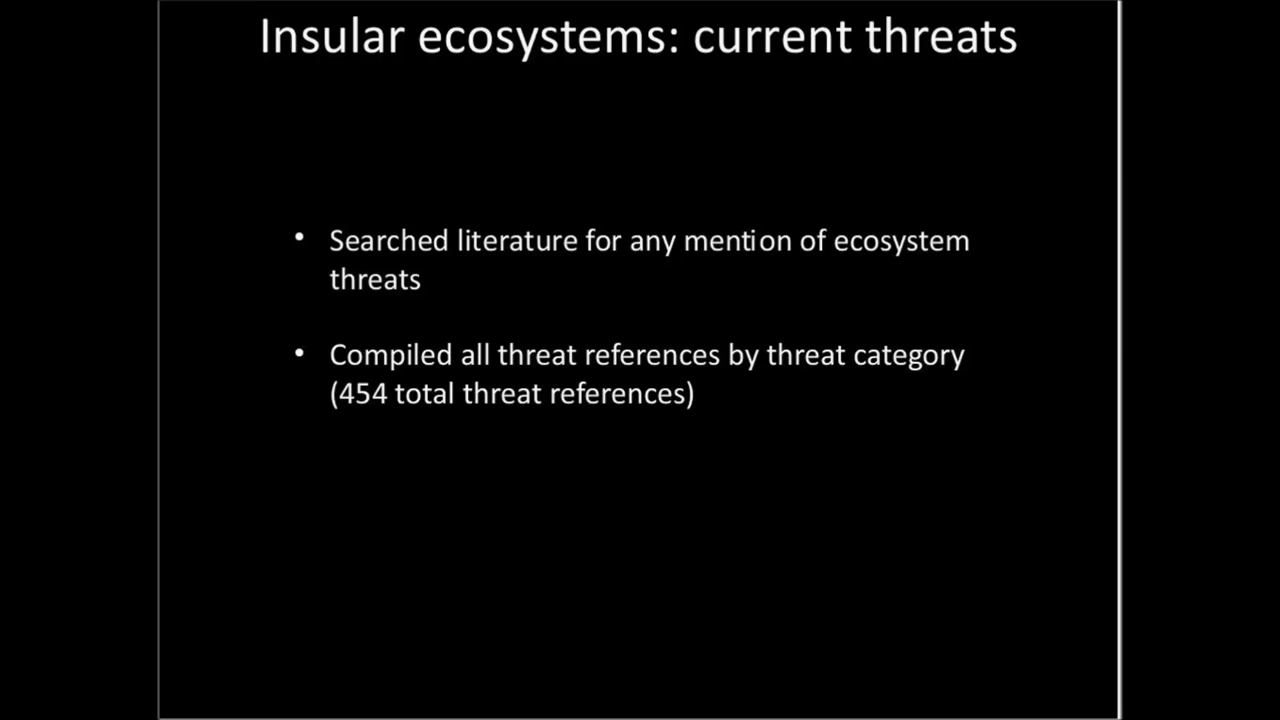 Insular ecosystems: current threats
• Searched literature for any mention of ecosystem
threats
• Compiled all threat references by threat category
(454 total threat references)